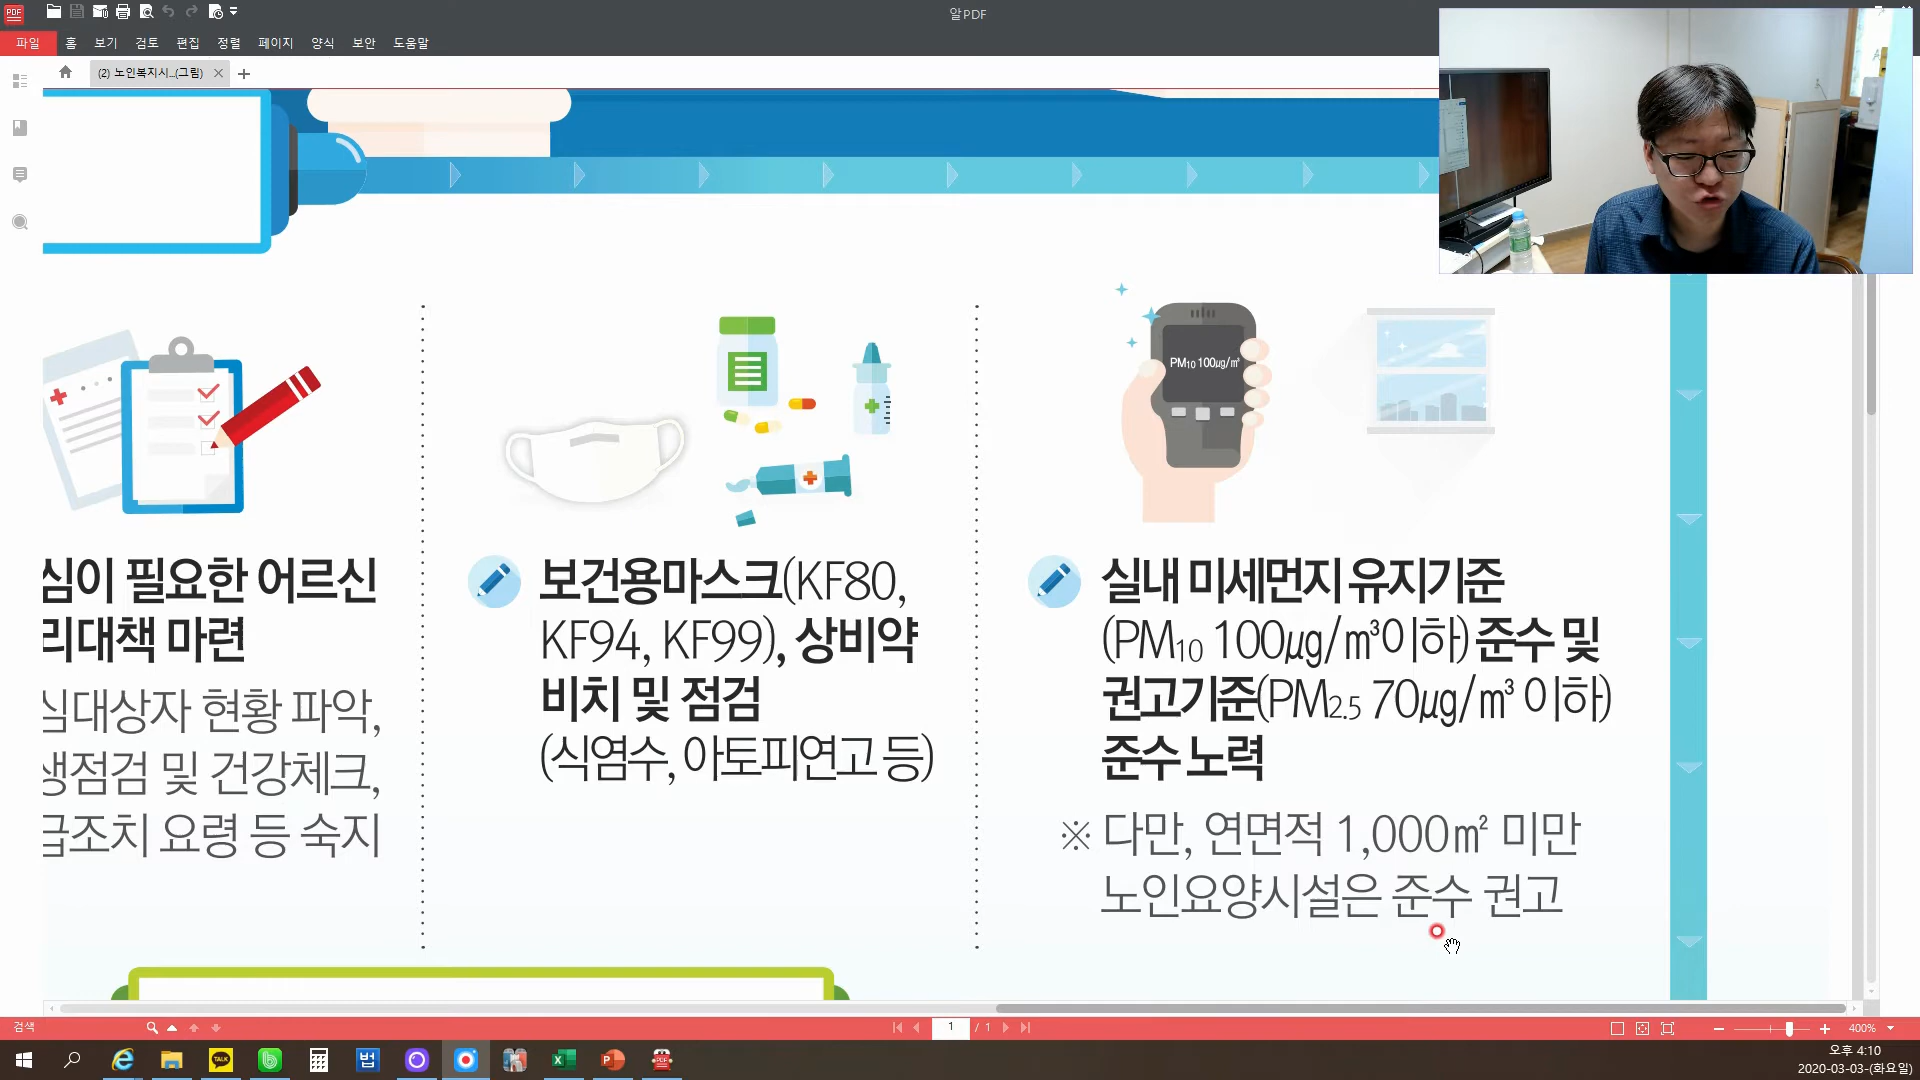 알PDF
파일 홈 보기 검토 편집 정렬 페이지 양식 보안 도움말
(2) 노인복지시...(그림)
PM10 100㎍/㎥
심이 필요한 어르신
리대책 마련
심대상자 현황 파악,
생점검 및 건강체크,
급조치 요령 등 숙지
보건용마스크(KF80,
KF94, KF99), 상비약
비치 및 점검
(식염수, 아토피연고 등)
실내 미세먼지 유지기준
(PM10 100㎍/㎥이하) 준수 및
권고기준(PM2.5 70㎍/㎥ 이하)
준수 노력
※ 다만, 연면적 1,000㎡ 미만
노인요양시설은 준수 권고
검색
1 / 1
400%
TALK
법
오후 4:10
2020-03-03-(화요일)